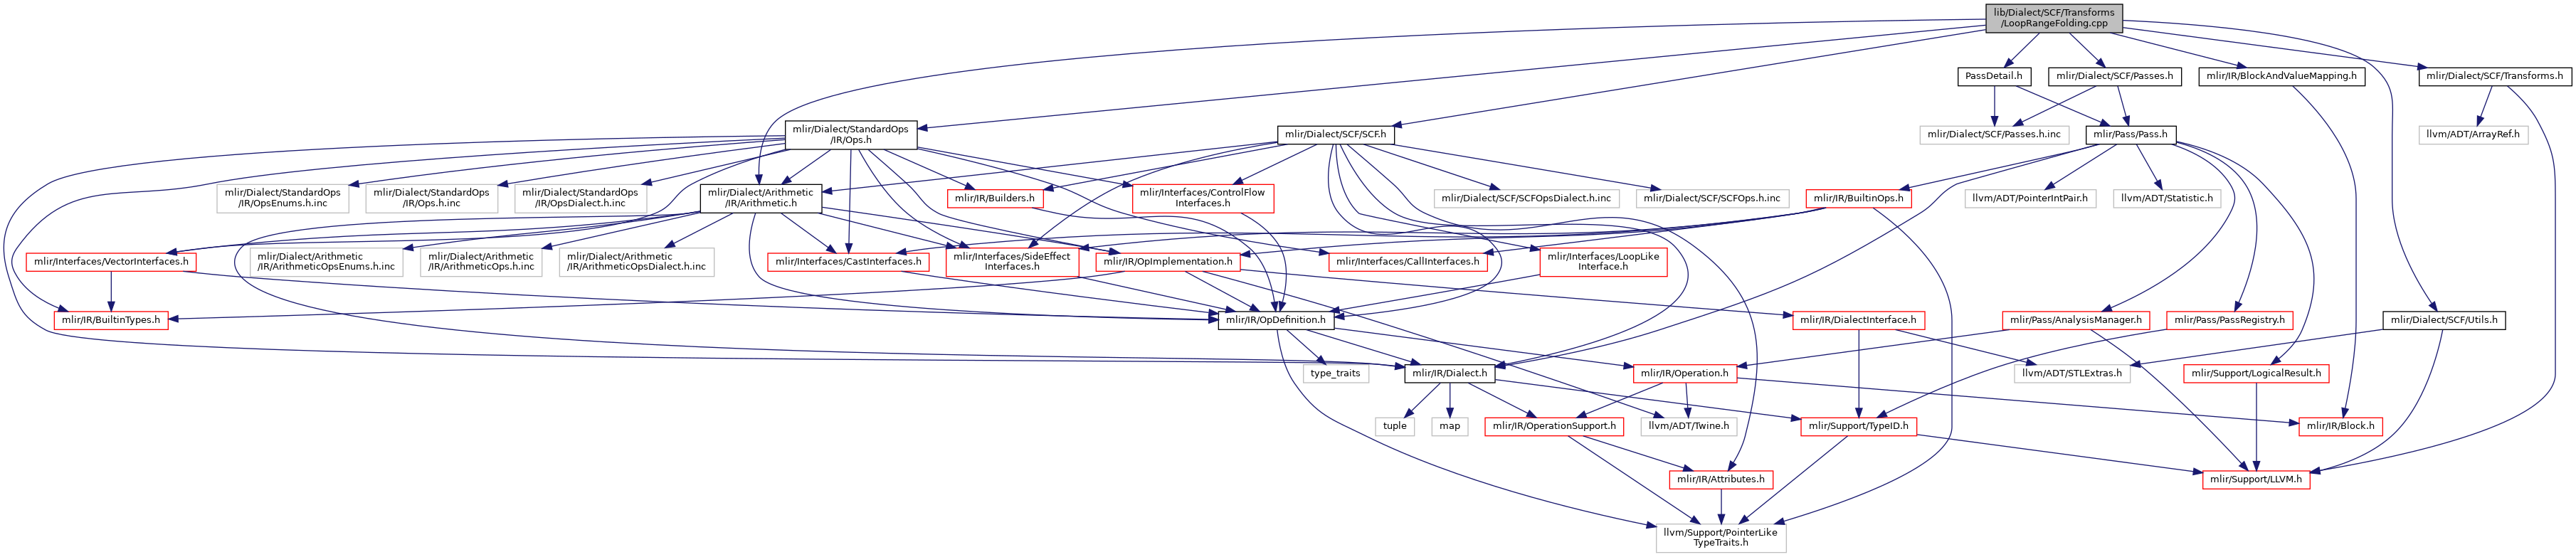 lib/Dialect/SCF/Transforms
/LoopRangeFolding.cpp
PassDetail.h
mlir/Dialect/SCF/Passes.h
mlir/IR/BlockAndValueMapping.h
mlir/Dialect/SCF/Transforms.h
mlir/Dialect/StandardOps
/IR/Ops.h
mlir/Dialect/SCF/SCF.h
mlir/Dialect/SCF/Passes.h.inc
mlir/Pass/Pass.h
llvm/ADT/ArrayRef.h
mlir/Dialect/StandardOps
/IR/OpsEnums.h.inc
mlir/Dialect/StandardOps
/IR/Ops.h.inc
mlir/Dialect/StandardOps
/IR/OpsDialect.h.inc
mlir/Dialect/Arithmetic
/IR/Arithmetic.h
mlir/IR/Builders.h
mlir/Interfaces/ControlFlow
Interfaces.h
mlir/Dialect/SCF/SCFOpsDialect.h.inc
mlir/Dialect/SCF/SCFOps.h.inc
mlir/IR/BuiltinOps.h
llvm/ADT/PointerIntPair.h
llvm/ADT/Statistic.h
mlir/Interfaces/VectorInterfaces.h
mlir/Dialect/Arithmetic
/IR/ArithmeticOpsEnums.h.inc
mlir/Dialect/Arithmetic
/IR/ArithmeticOps.h.inc
mlir/Dialect/Arithmetic
/IR/ArithmeticOpsDialect.h.inc
mlir/Interfaces/CastInterfaces.h
mlir/Interfaces/SideEffect
Interfaces.h
mlir/IR/OpImplementation.h
mlir/Interfaces/CallInterfaces.h
mlir/Interfaces/LoopLike
Interface.h
mlir/IR/BuiltinTypes.h
mlir/IR/OpDefinition.h
mlir/IR/DialectInterface.h
mlir/Pass/AnalysisManager.h
mlir/Pass/PassRegistry.h
mlir/Dialect/SCF/Utils.h
type_traits
mlir/IR/Dialect.h
mlir/IR/Operation.h
llvm/ADT/STLExtras.h
mlir/Support/LogicalResult.h
tuple
map
mlir/IR/OperationSupport.h
llvm/ADT/Twine.h
mlir/Support/TypeID.h
mlir/IR/Block.h
mlir/IR/Attributes.h
mlir/Support/LLVM.h
llvm/Support/PointerLike
TypeTraits.h